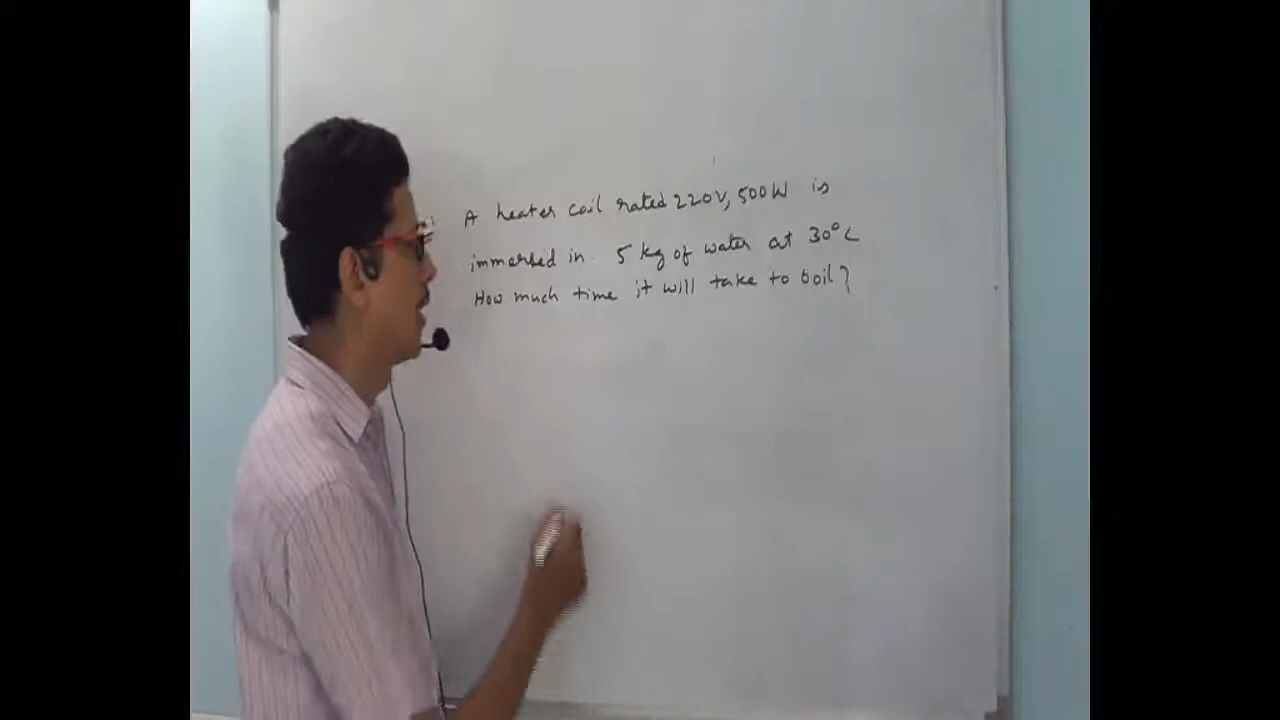 A heater coil rated 220V, 500W is
immersed in 5 kg of water at 30°C
How much time it will take to boil?